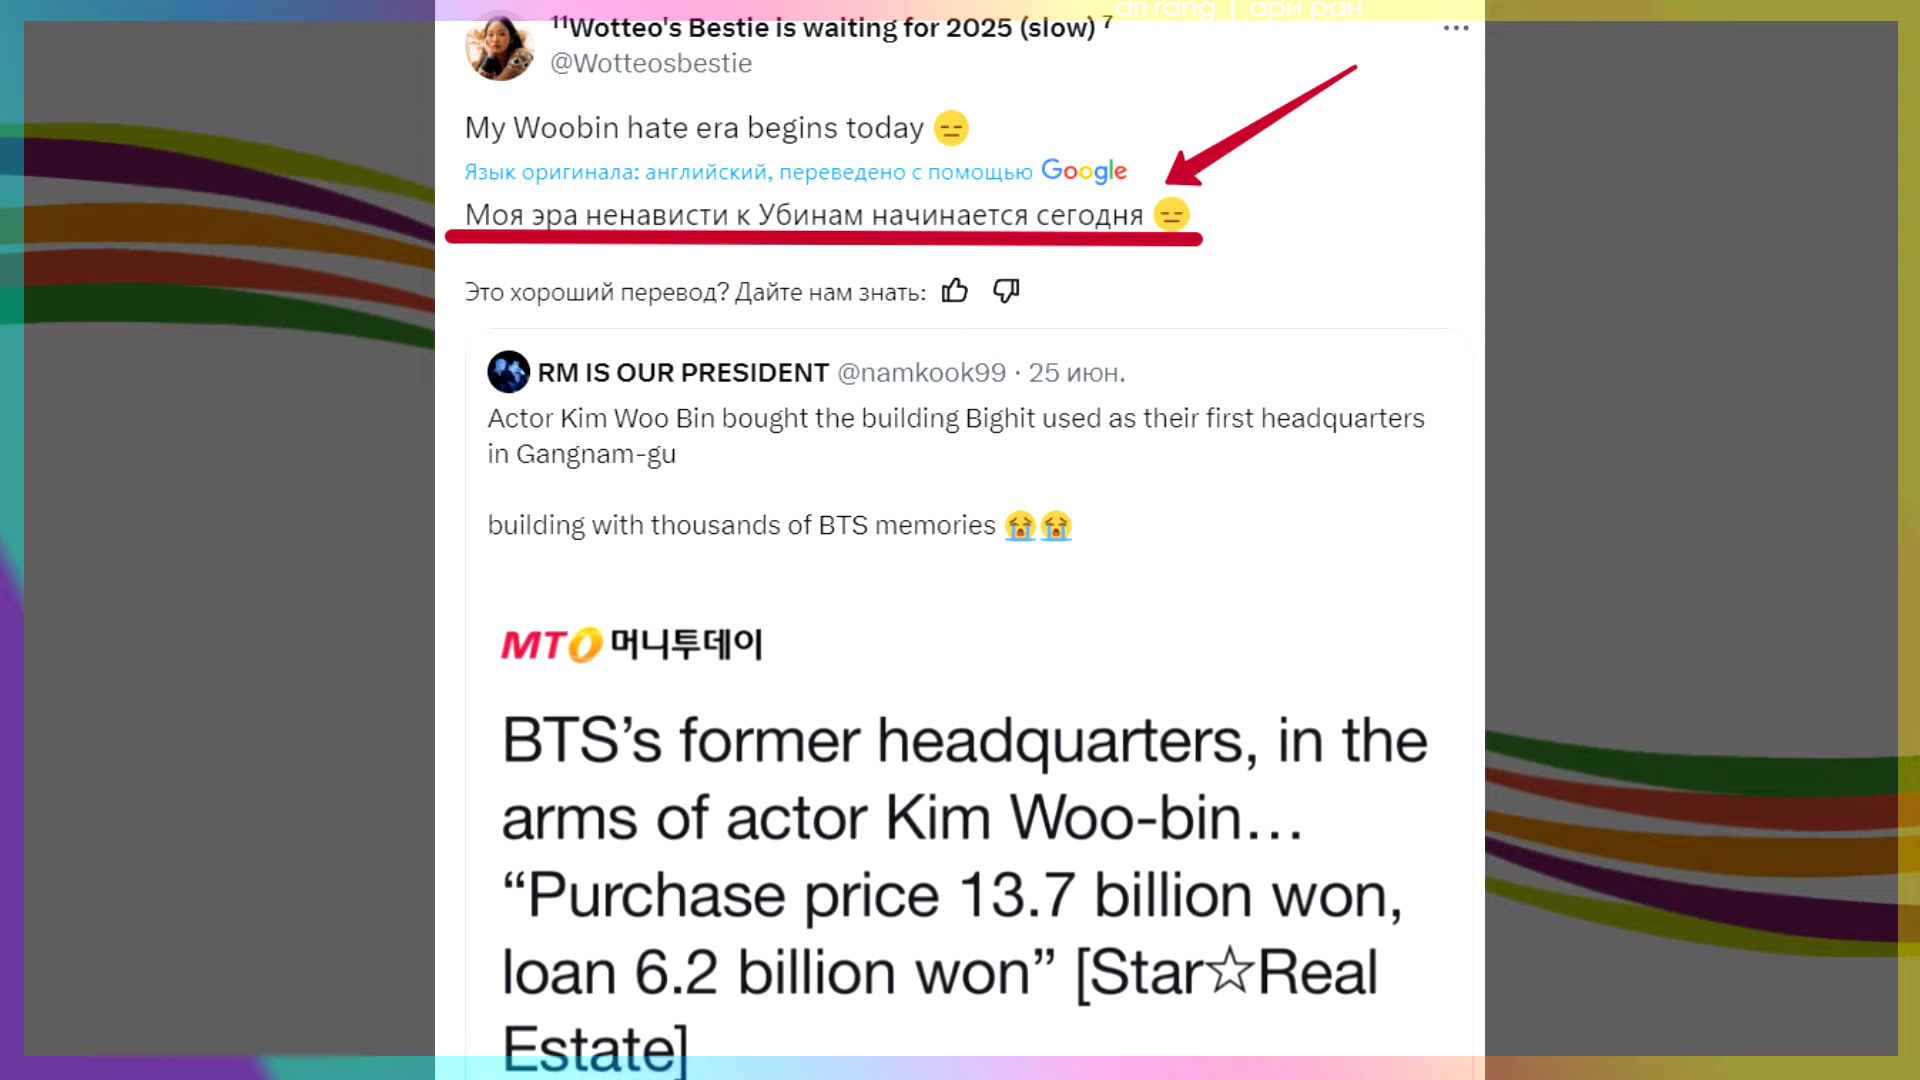 ari rang | ари ран
¹¹Wotteo's Bestie is waiting for 2025 (slow) ⁷
@Wotteosbestie
My Woobin hate era begins today 😑
Язык оригинала: английский, переведено с помощью Google
Моя эра ненависти к Убинам начинается сегодня 😑
Это хороший перевод? Дайте нам знать:
RM IS OUR PRESIDENT @namkook99 · 25 июн.
Actor Kim Woo Bin bought the building Bighit used as their first headquarters
in Gangnam-gu
building with thousands of BTS memories 😭😭
MTO 머니투데이
BTS’s former headquarters, in the
arms of actor Kim Woo-bin…
“Purchase price 13.7 billion won,
loan 6.2 billion won” [Star☆Real
Estate]